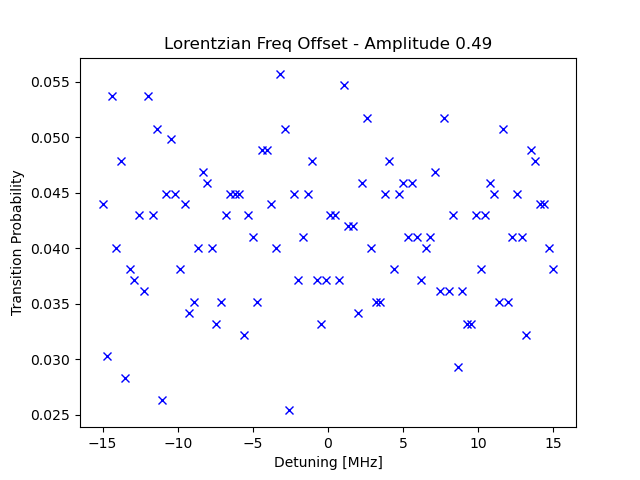 Lorentzian Freq Offset - Amplitude 0.49
Transition Probability
0.055
0.050
0.045
0.040
0.035
0.030
0.025
−15 −10 −5 0 5 10 15
Detuning [MHz]